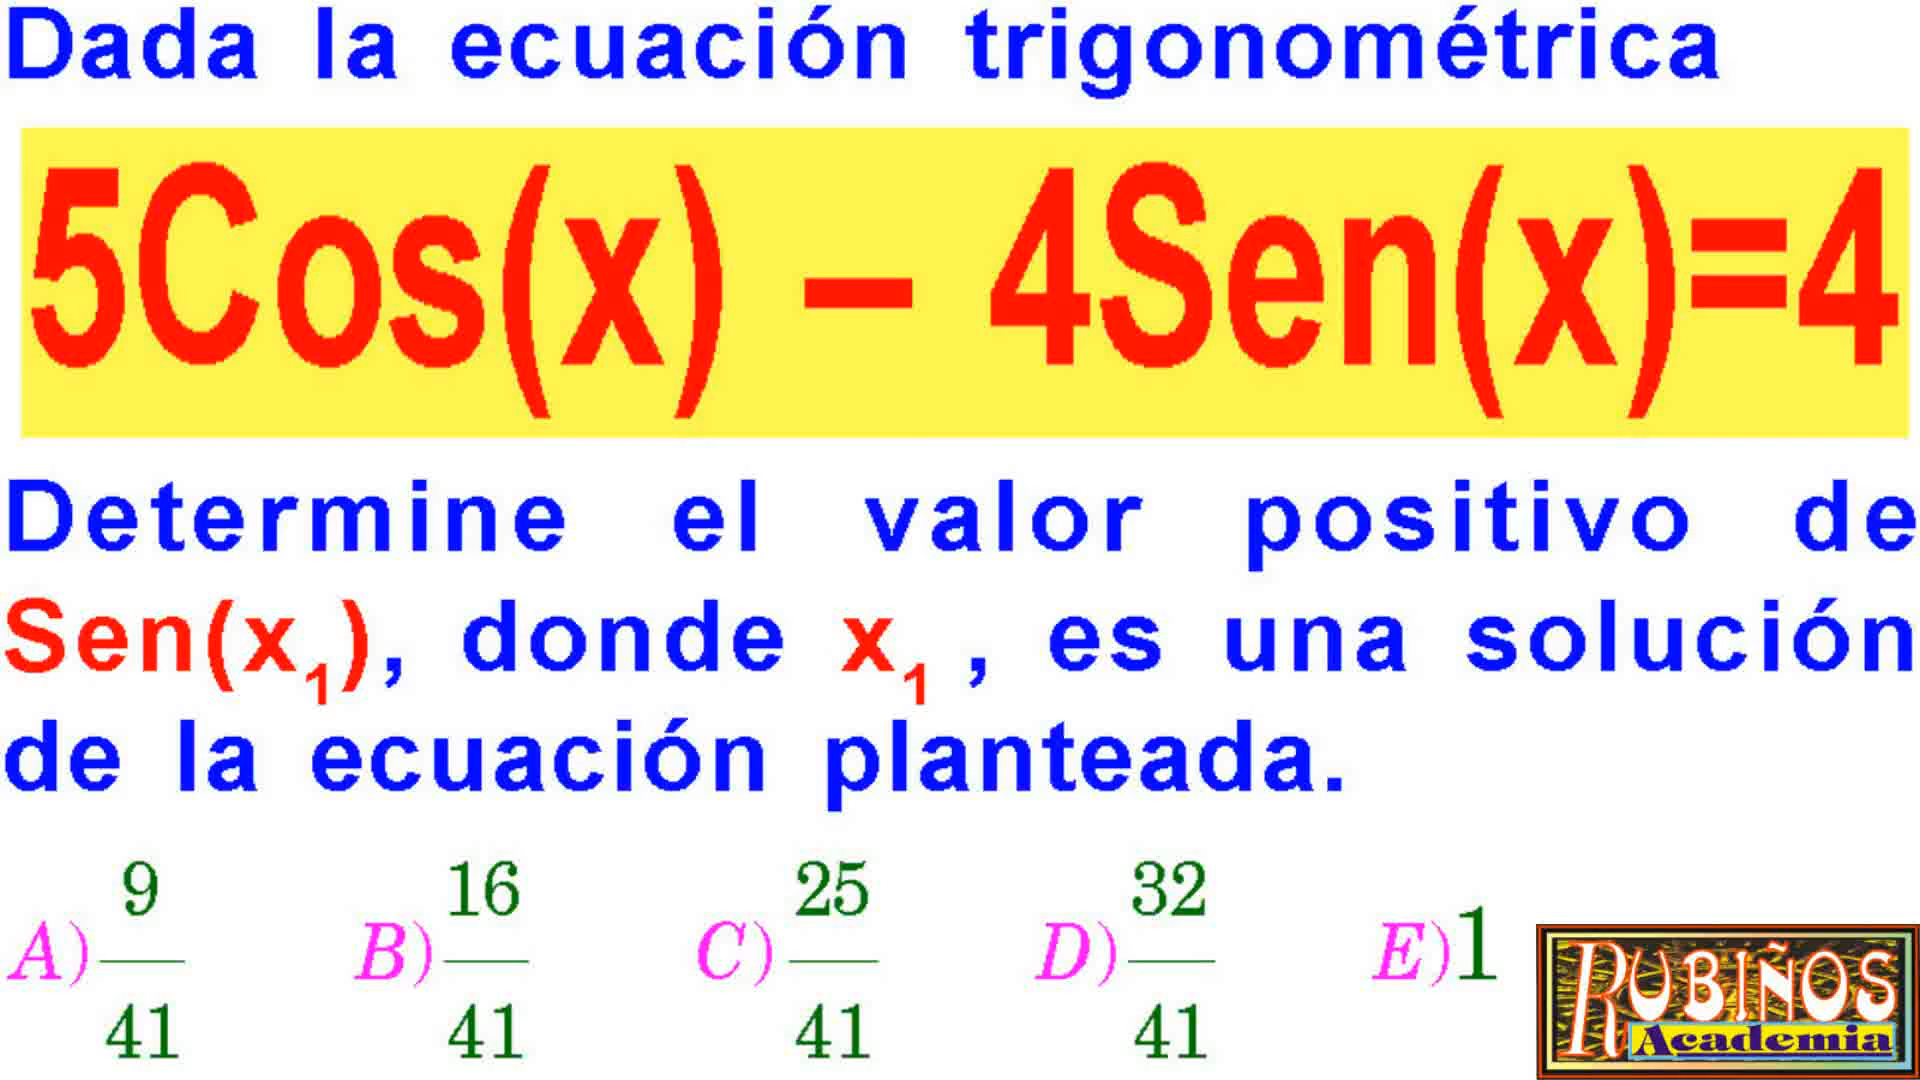 Dada la ecuación trigonométrica
5Cos(x) – 4Sen(x)=4
Determine el valor positivo de
Sen(x₁), donde x₁ , es una solución
de la ecuación planteada.
A) 9/41 B) 16/41 C) 25/41 D) 32/41 E) 1
RUBIÑOS
Academia